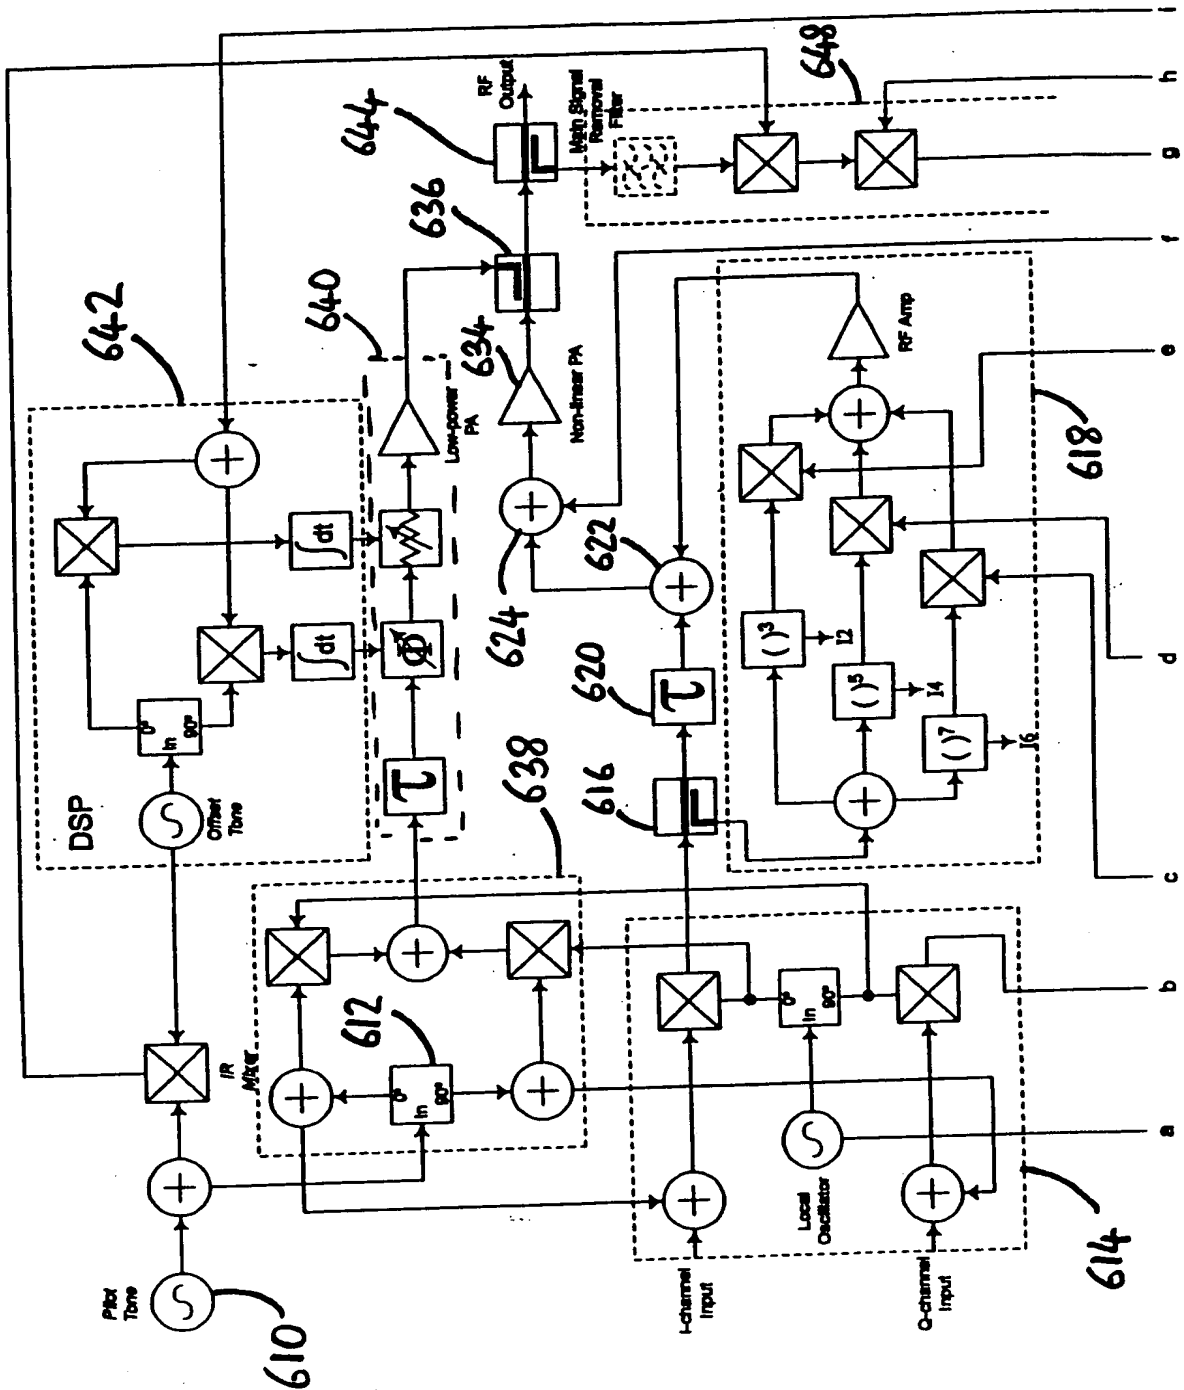 Pilot
Tone
610
IR
Mixer
DSP
Offset
Tone
0°
In
90°
∫dt
∫dt
642
612
0°
In
90°
638
τ
Φ
640
Low-power
PA
634
Non-linear PA
636
644
RF
Output
Main Signal
Removal
Filter
648
I-channel
Input
Local
Oscillator
0°
In
90°
Q-channel
Input
614
616
620
τ
622
624
( )³
I2
( )⁵
I4
( )⁷
I6
RF Amp
618
a
b
c
d
e
f
g
h
i